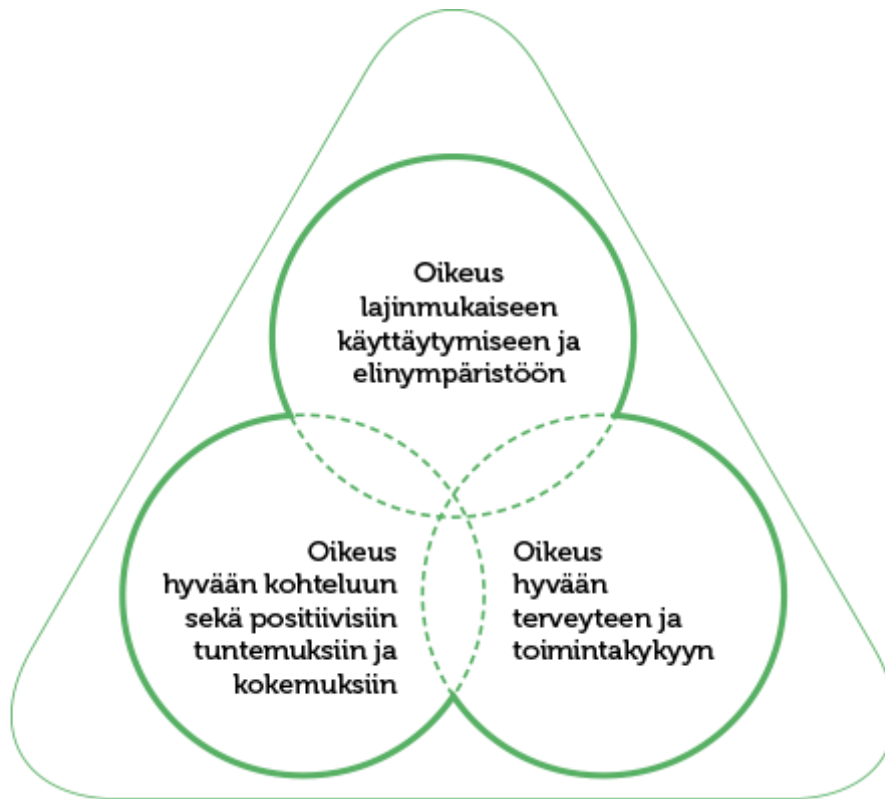 Oikeus
lajinmukaiseen
käyttäytymiseen ja
elinympäristöön
Oikeus
hyvään kohteluun
sekä positiivisiin
tuntemuksiin ja
kokemuksiin
Oikeus
hyvään
terveyteen ja
toimintakykyyn